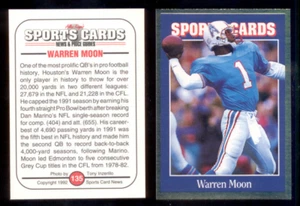 Allan Kaye's
SPORTS CARDS
NEWS & PRICE GUIDES
WARREN MOON
One of the most prolific QB's in pro football
history, Houston's Warren Moon is the only
player in history to throw for over
20,000 yards in two different leagues:
27,679 in the NFL and 21,228 in the CFL.
He capped the 1991 season by earning his
fourth-straight Pro Bowl berth after breaking
Dan Marino's NFL single-season record
for comp. (404) and att. (655). His career-
best of 4,690 passing yards in 1991 was
the fifth best in NFL history and made him
the second QB to record back-to-back
4,000-yard seasons, following Marino.
Moon led Edmonton to five consecutive
Grey Cup titles in the CFL from 1978-82.
Photo by
Tony Inzerillo
135
Copyright 1992
Sports Card News
SPORTS CARDS
1
Warren Moon